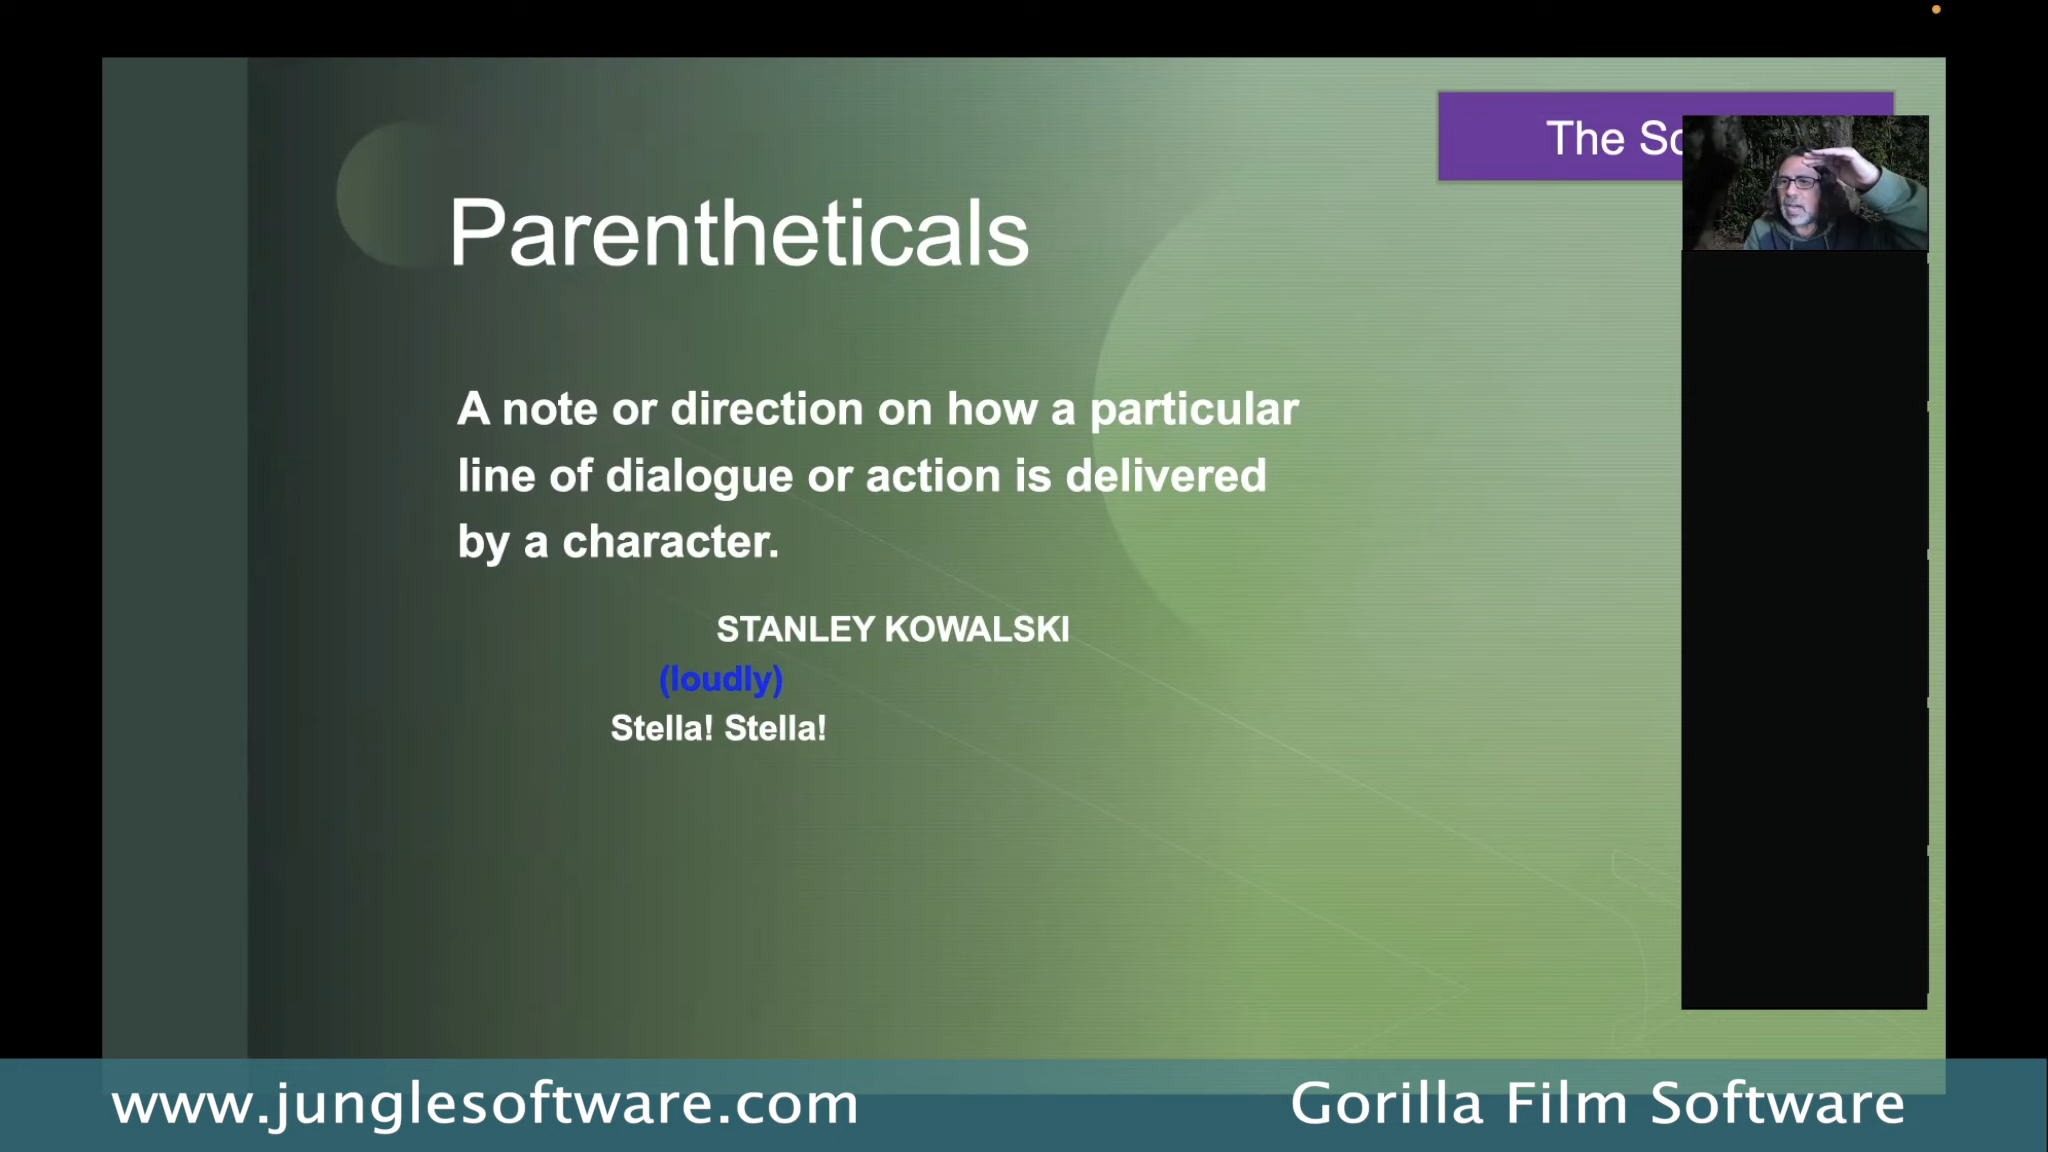 The
Parentheticals
A note or direction on how a particular
line of dialogue or action is delivered
by a character.
STANLEY KOWALSKI
(loudly)
Stella! Stella!
www.junglesoftware.com
Gorilla Film Software